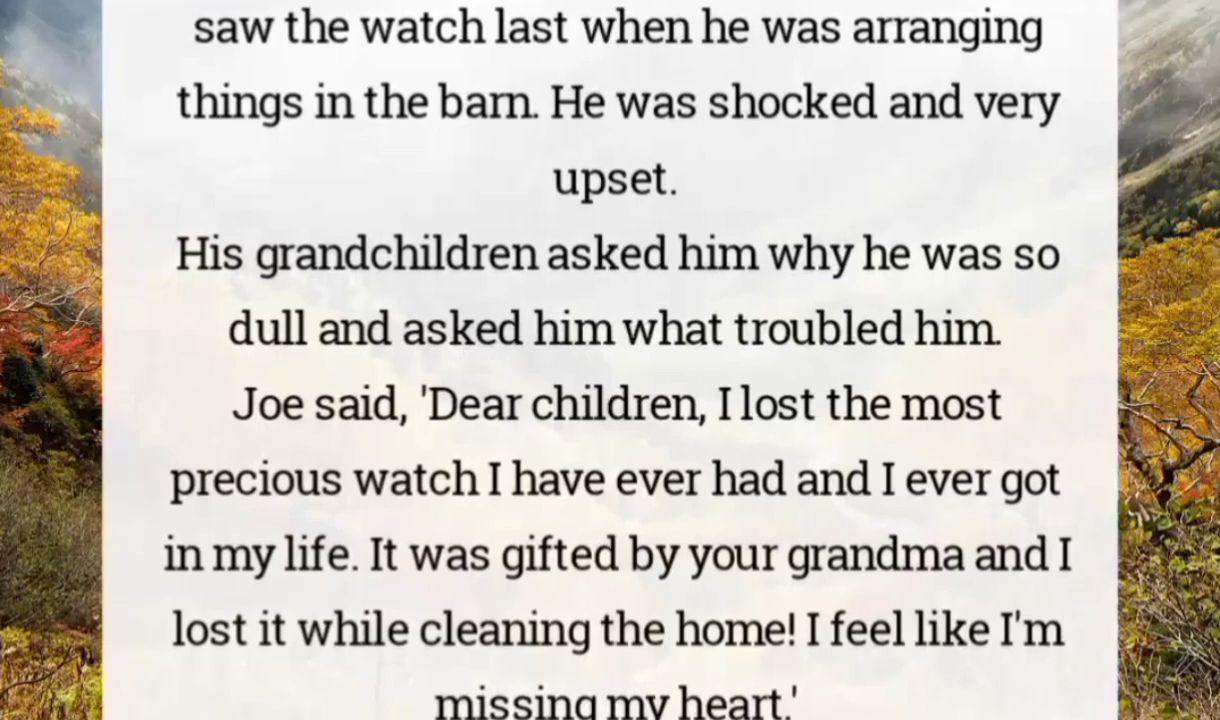 saw the watch last when he was arranging
things in the barn. He was shocked and very
upset.
His grandchildren asked him why he was so
dull and asked him what troubled him.
Joe said, 'Dear children, I lost the most
precious watch I have ever had and I ever got
in my life. It was gifted by your grandma and I
lost it while cleaning the home! I feel like I'm
missing my heart.'